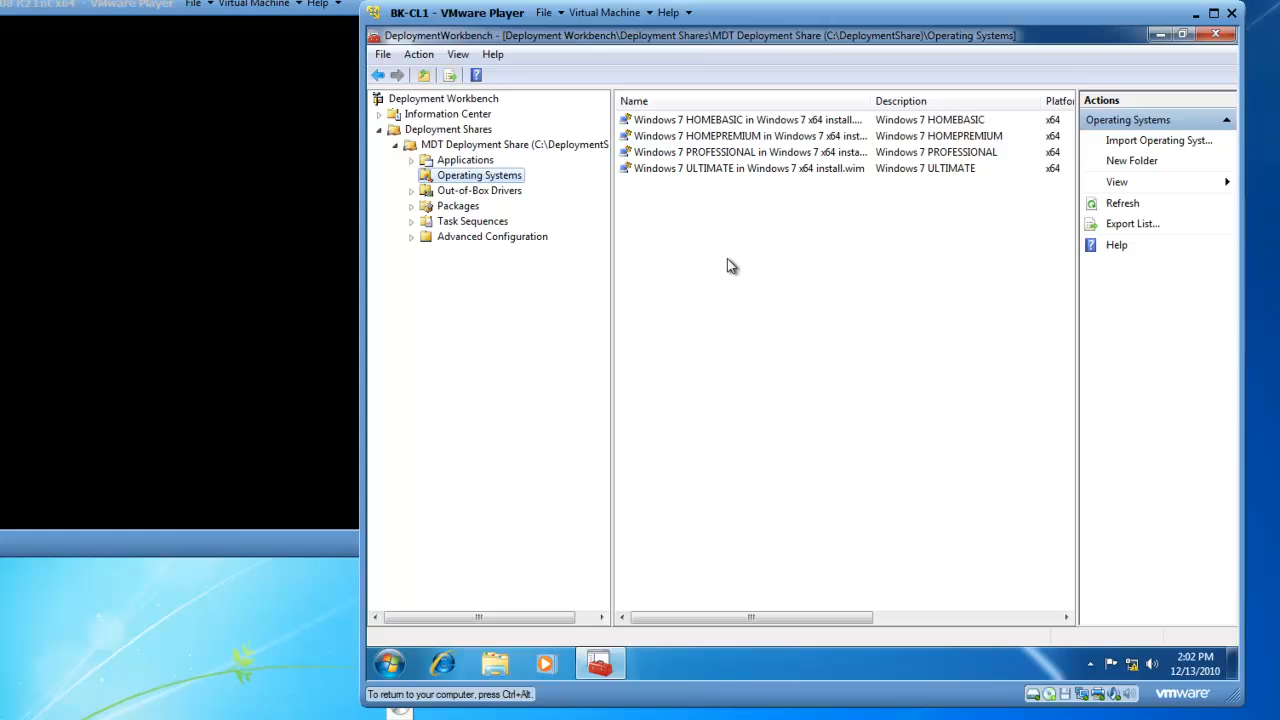 00 R2 Ent x64 - VMware Player File Virtual Machine Help
BK-CL1 - VMware Player File Virtual Machine Help
DeploymentWorkbench - [Deployment Workbench\Deployment Shares\MDT Deployment Share (C:\DeploymentShare)\Operating Systems]
File Action View Help
Deployment Workbench
Information Center
Deployment Shares
MDT Deployment Share (C:\DeploymentS
Applications
Operating Systems
Out-of-Box Drivers
Packages
Task Sequences
Advanced Configuration
Name Description Platfor
Windows 7 HOMEBASIC in Windows 7 x64 install.... Windows 7 HOMEBASIC x64
Windows 7 HOMEPREMIUM in Windows 7 x64 inst... Windows 7 HOMEPREMIUM x64
Windows 7 PROFESSIONAL in Windows 7 x64 insta... Windows 7 PROFESSIONAL x64
Windows 7 ULTIMATE in Windows 7 x64 install.wim Windows 7 ULTIMATE x64
Actions
Operating Systems
Import Operating Syst...
New Folder
View
Refresh
Export List...
Help
2:02 PM
12/13/2010
To return to your computer, press Ctrl+Alt.
vmware